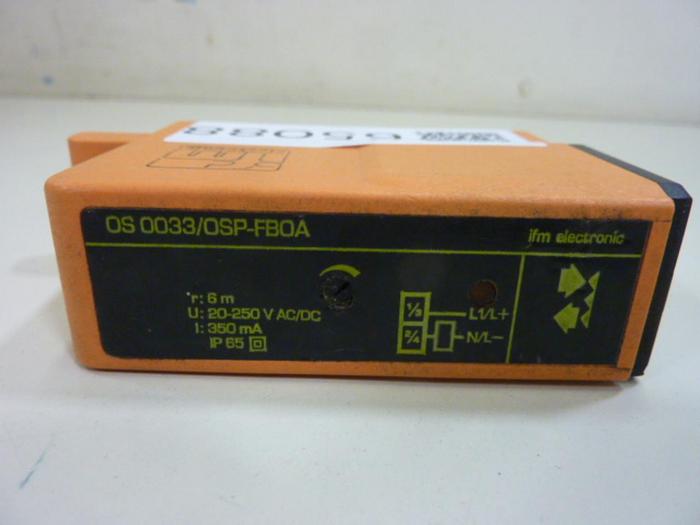 65088
OS 0033/OSP-FBOA
ifm electronic
r: 6 m
U: 20-250 V AC/DC
I: 350 mA
IP 65
1/3 L1/L+
2/4 N/L−